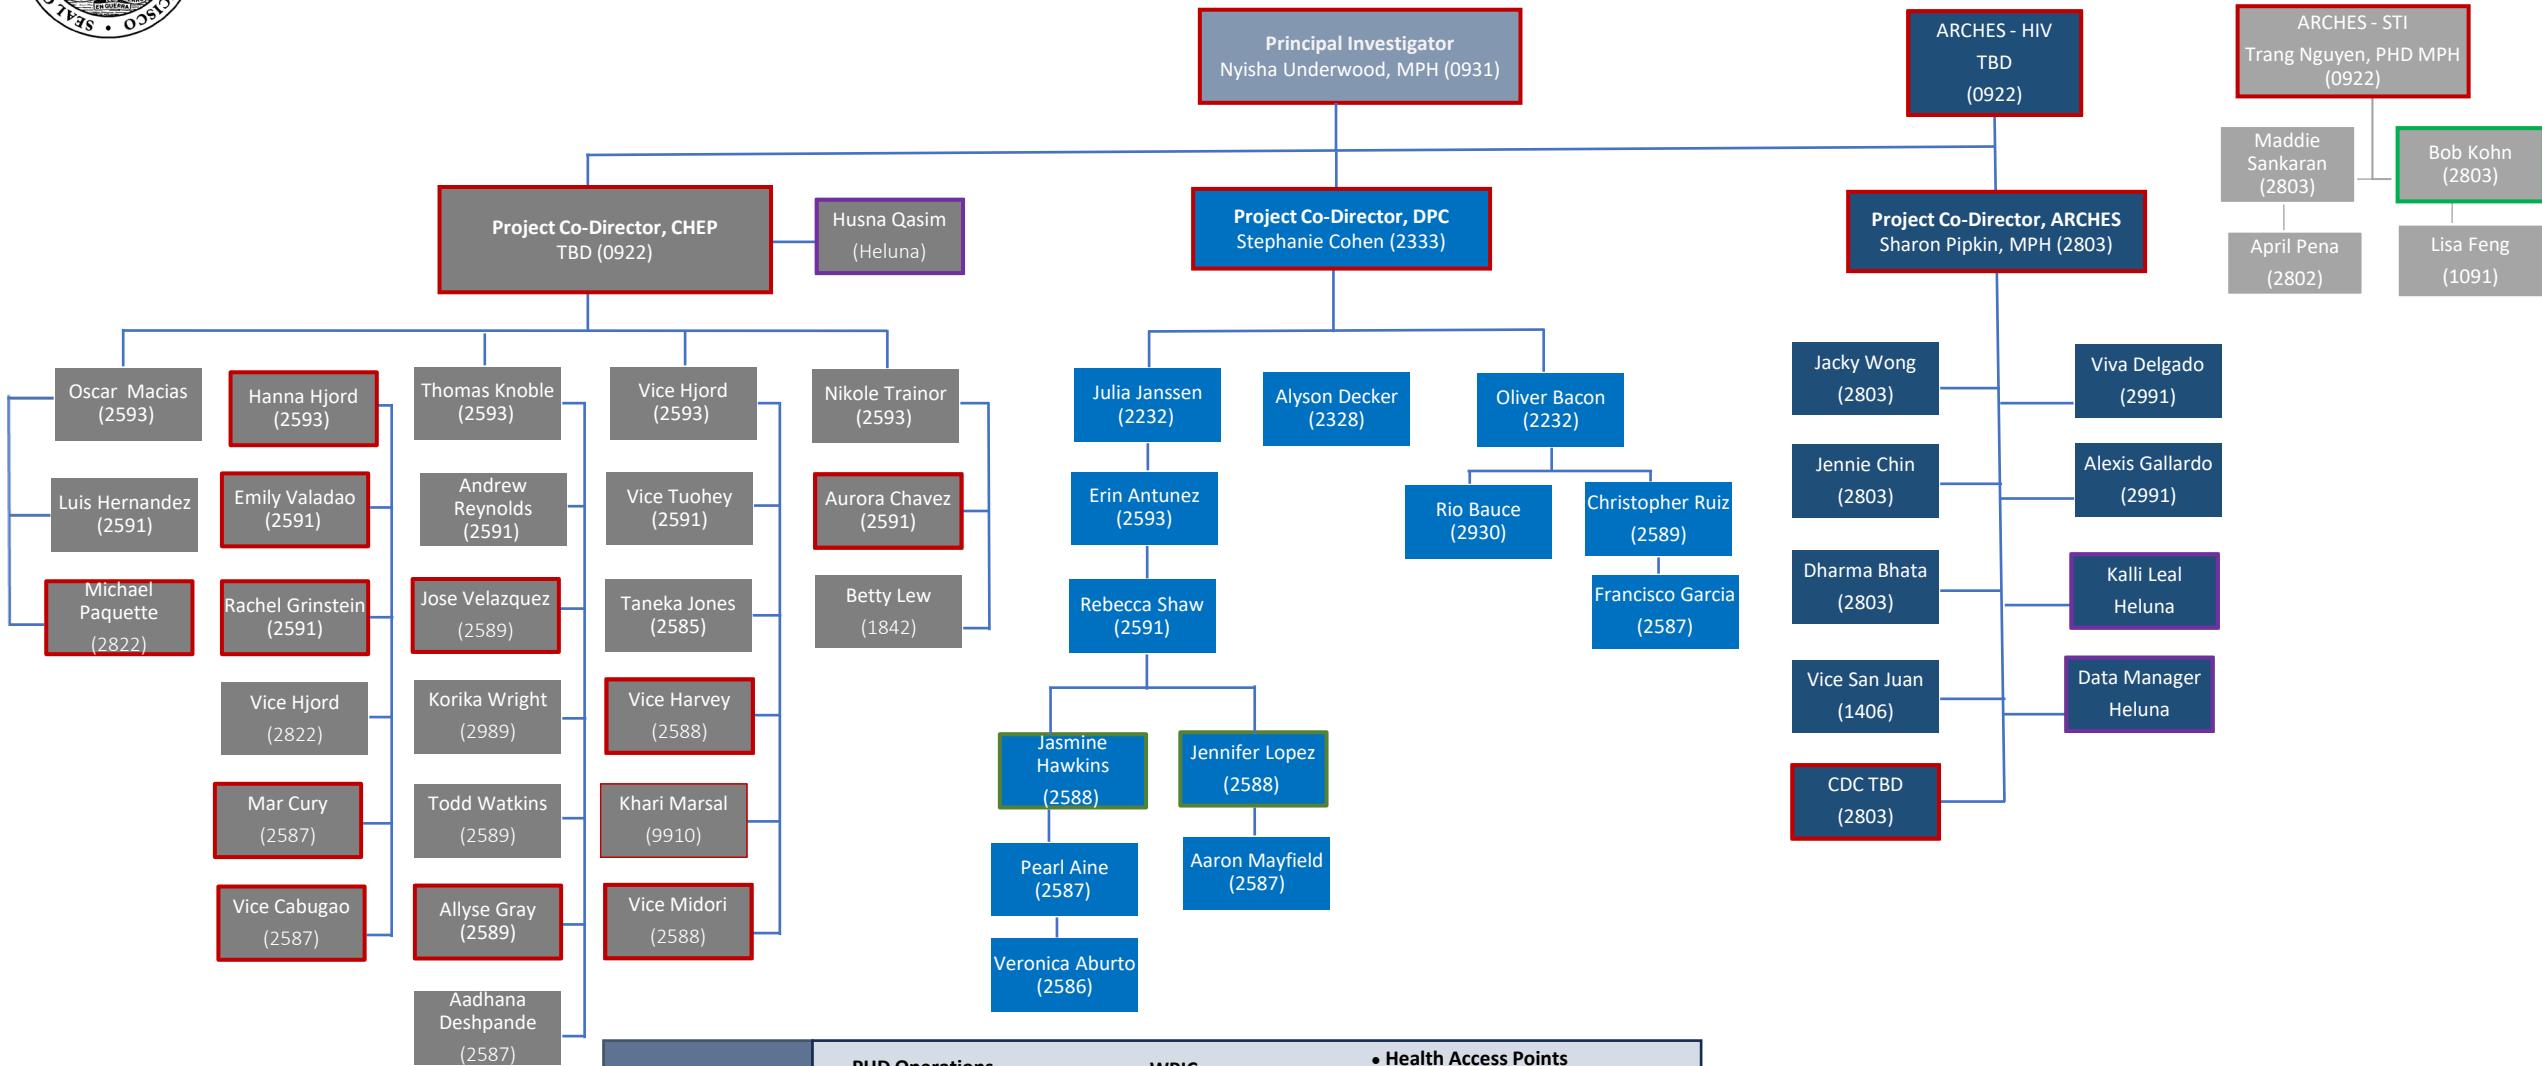 SEAL O
CISCO
EN GUERRA
Principal Investigator
Nyisha Underwood, MPH (0931)
ARCHES - HIV
TBD
(0922)
ARCHES - STI
Trang Nguyen, PHD MPH
(0922)
Maddie
Sankaran
(2803)
Bob Kohn
(2803)
April Pena
(2802)
Lisa Feng
(1091)
Project Co-Director, CHEP
TBD (0922)
Husna Qasim
(Heluna)
Project Co-Director, DPC
Stephanie Cohen (2333)
Project Co-Director, ARCHES
Sharon Pipkin, MPH (2803)
Oscar Macias
(2593)
Luis Hernandez
(2591)
Michael
Paquette
(2822)
Hanna Hjord
(2593)
Emily Valadao
(2591)
Rachel Grinstein
(2591)
Vice Hjord
(2822)
Mar Cury
(2587)
Vice Cabugao
(2587)
Thomas Knoble
(2593)
Andrew
Reynolds
(2591)
Jose Velazquez
(2589)
Korika Wright
(2989)
Todd Watkins
(2589)
Allyse Gray
(2589)
Aadhana
Deshpande
(2587)
Vice Hjord
(2593)
Vice Tuohey
(2591)
Taneka Jones
(2585)
Vice Harvey
(2588)
Khari Marsal
(9910)
Vice Midori
(2588)
Nikole Trainor
(2593)
Aurora Chavez
(2591)
Betty Lew
(1842)
Julia Janssen
(2232)
Erin Antunez
(2593)
Rebecca Shaw
(2591)
Jasmine
Hawkins
(2588)
Pearl Aine
(2587)
Veronica Aburto
(2586)
Jennifer Lopez
(2588)
Aaron Mayfield
(2587)
Alyson Decker
(2328)
Oliver Bacon
(2232)
Rio Bauce
(2930)
Christopher Ruiz
(2589)
Francisco Garcia
(2587)
Jacky Wong
(2803)
Jennie Chin
(2803)
Dharma Bhata
(2803)
Vice San Juan
(1406)
CDC TBD
(2803)
Viva Delgado
(2991)
Alexis Gallardo
(2991)
Kalli Leal
Heluna
Data Manager
Heluna
PHD Operations
WPIC
• Health Access Points